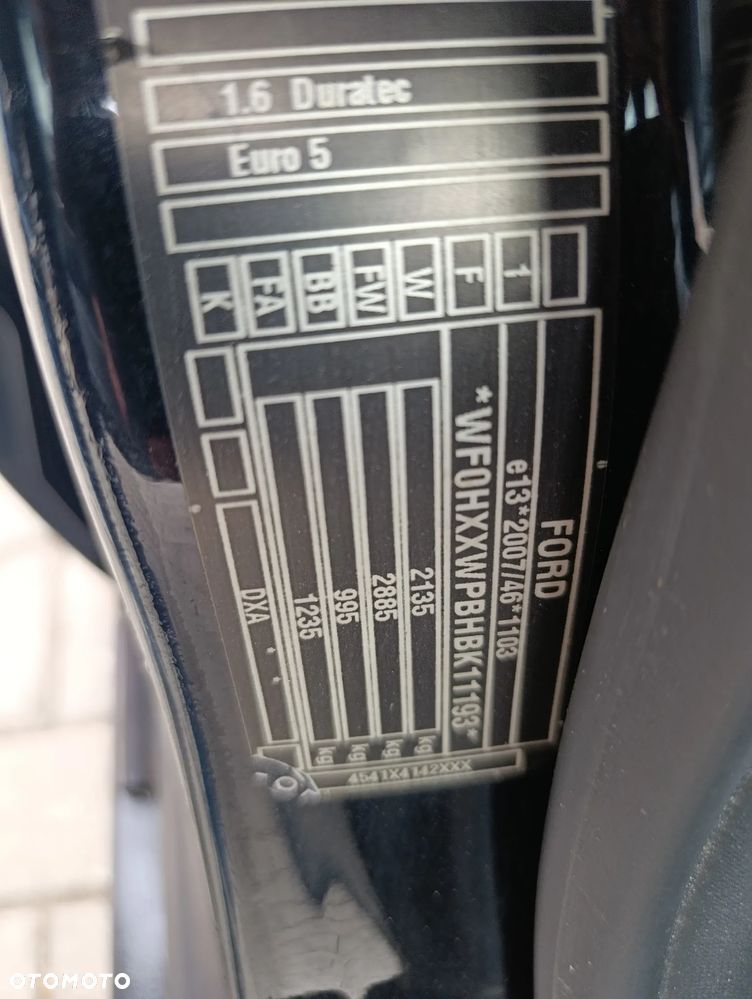 1.6 Duratec
Euro 5
K
FA
BB
FW
W
F
1
FORD
e13*2007/46*1103
*WF0HXXWPBHBK11193*
2135 kg
2885 kg
995 kg
1235 kg
DXA * *
4541X4142XXX
OTOMOTO